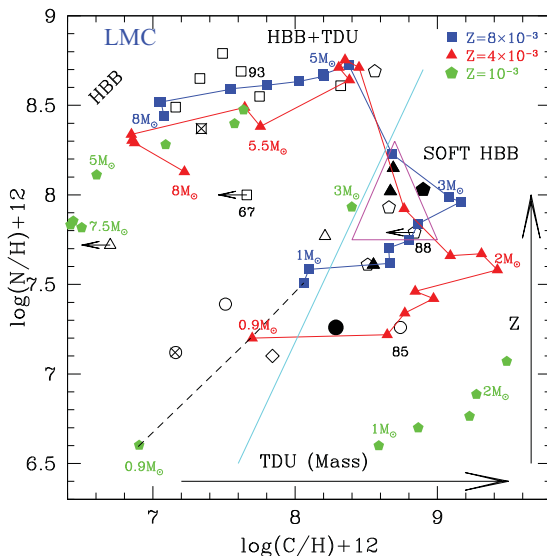 LMC
HBB+TDU
Z=8×10⁻³
Z=4×10⁻³
Z=10⁻³
HBB
5M⊙
93
8M⊙
5.5M⊙
SOFT HBB
5M⊙
8M⊙
3M⊙
3M⊙
67
7.5M⊙
88
1M⊙
2M⊙
0.9M⊙
85
Z
2M⊙
1M⊙
0.9M⊙
TDU (Mass)
9
8.5
8
7.5
7
6.5
7
8
9
log(N/H)+12
log(C/H)+12